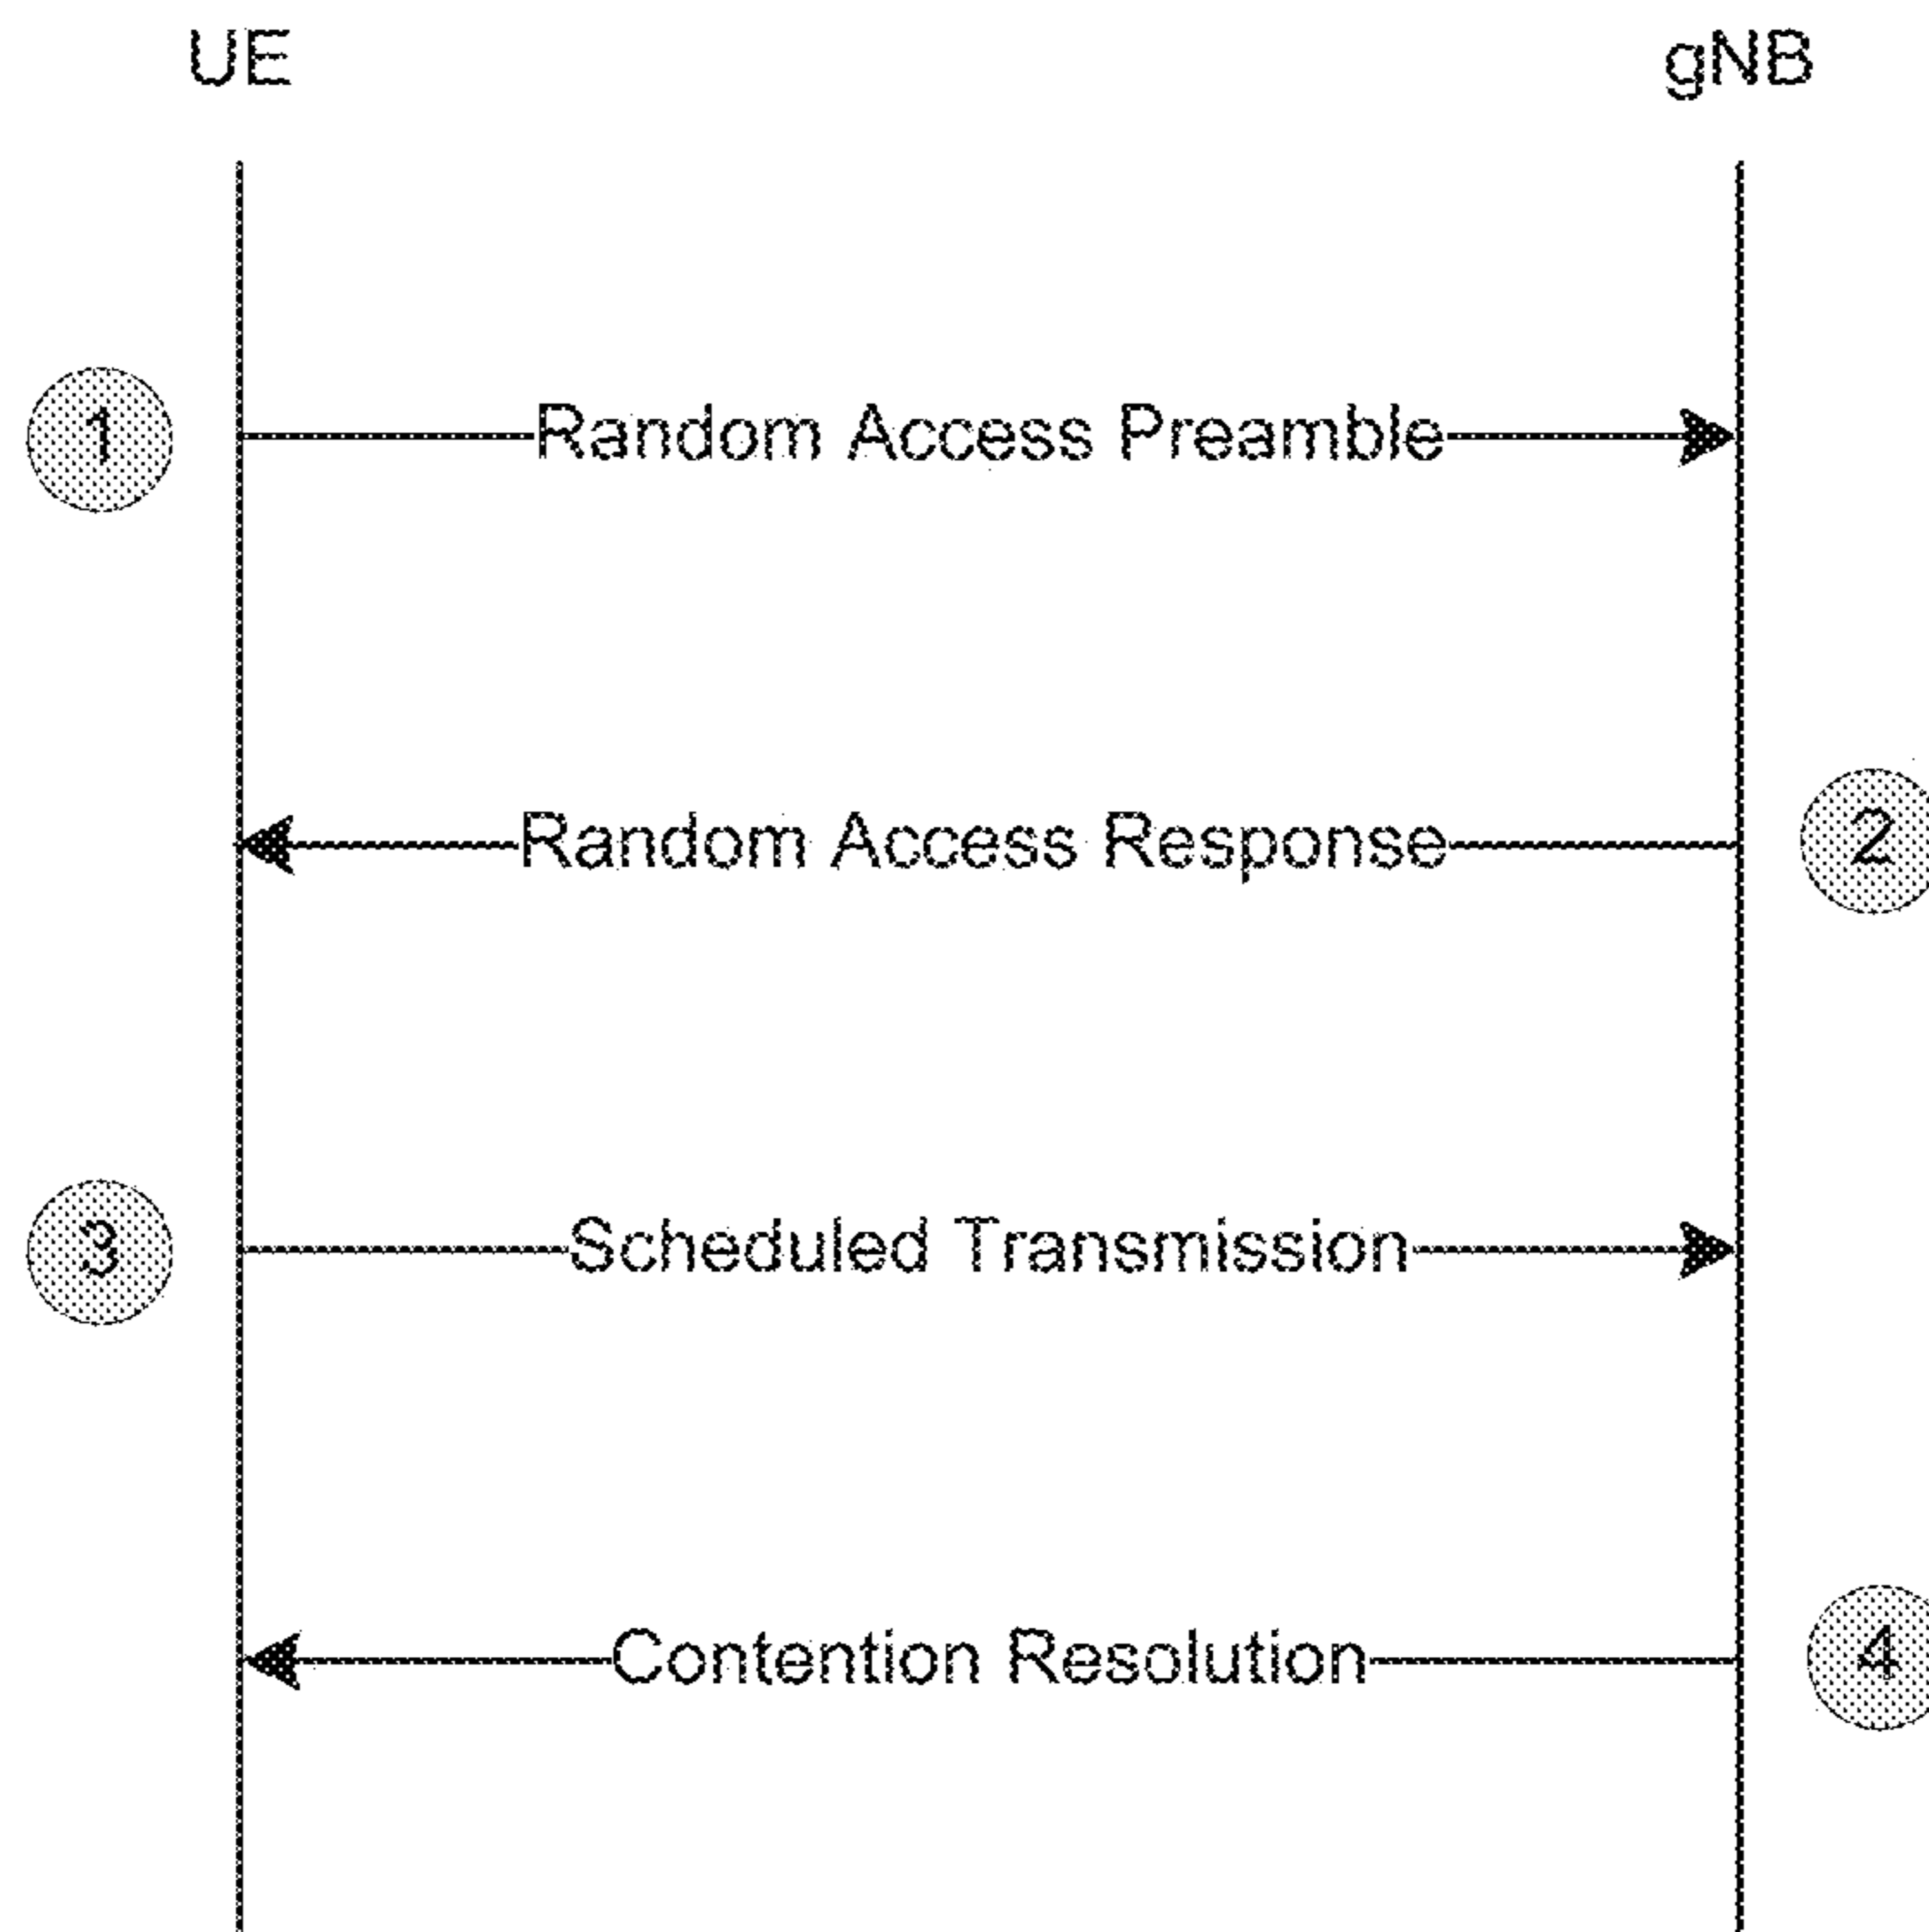 UE gNB
1 Random Access Preamble
Random Access Response 2
3 Scheduled Transmission
Contention Resolution 4